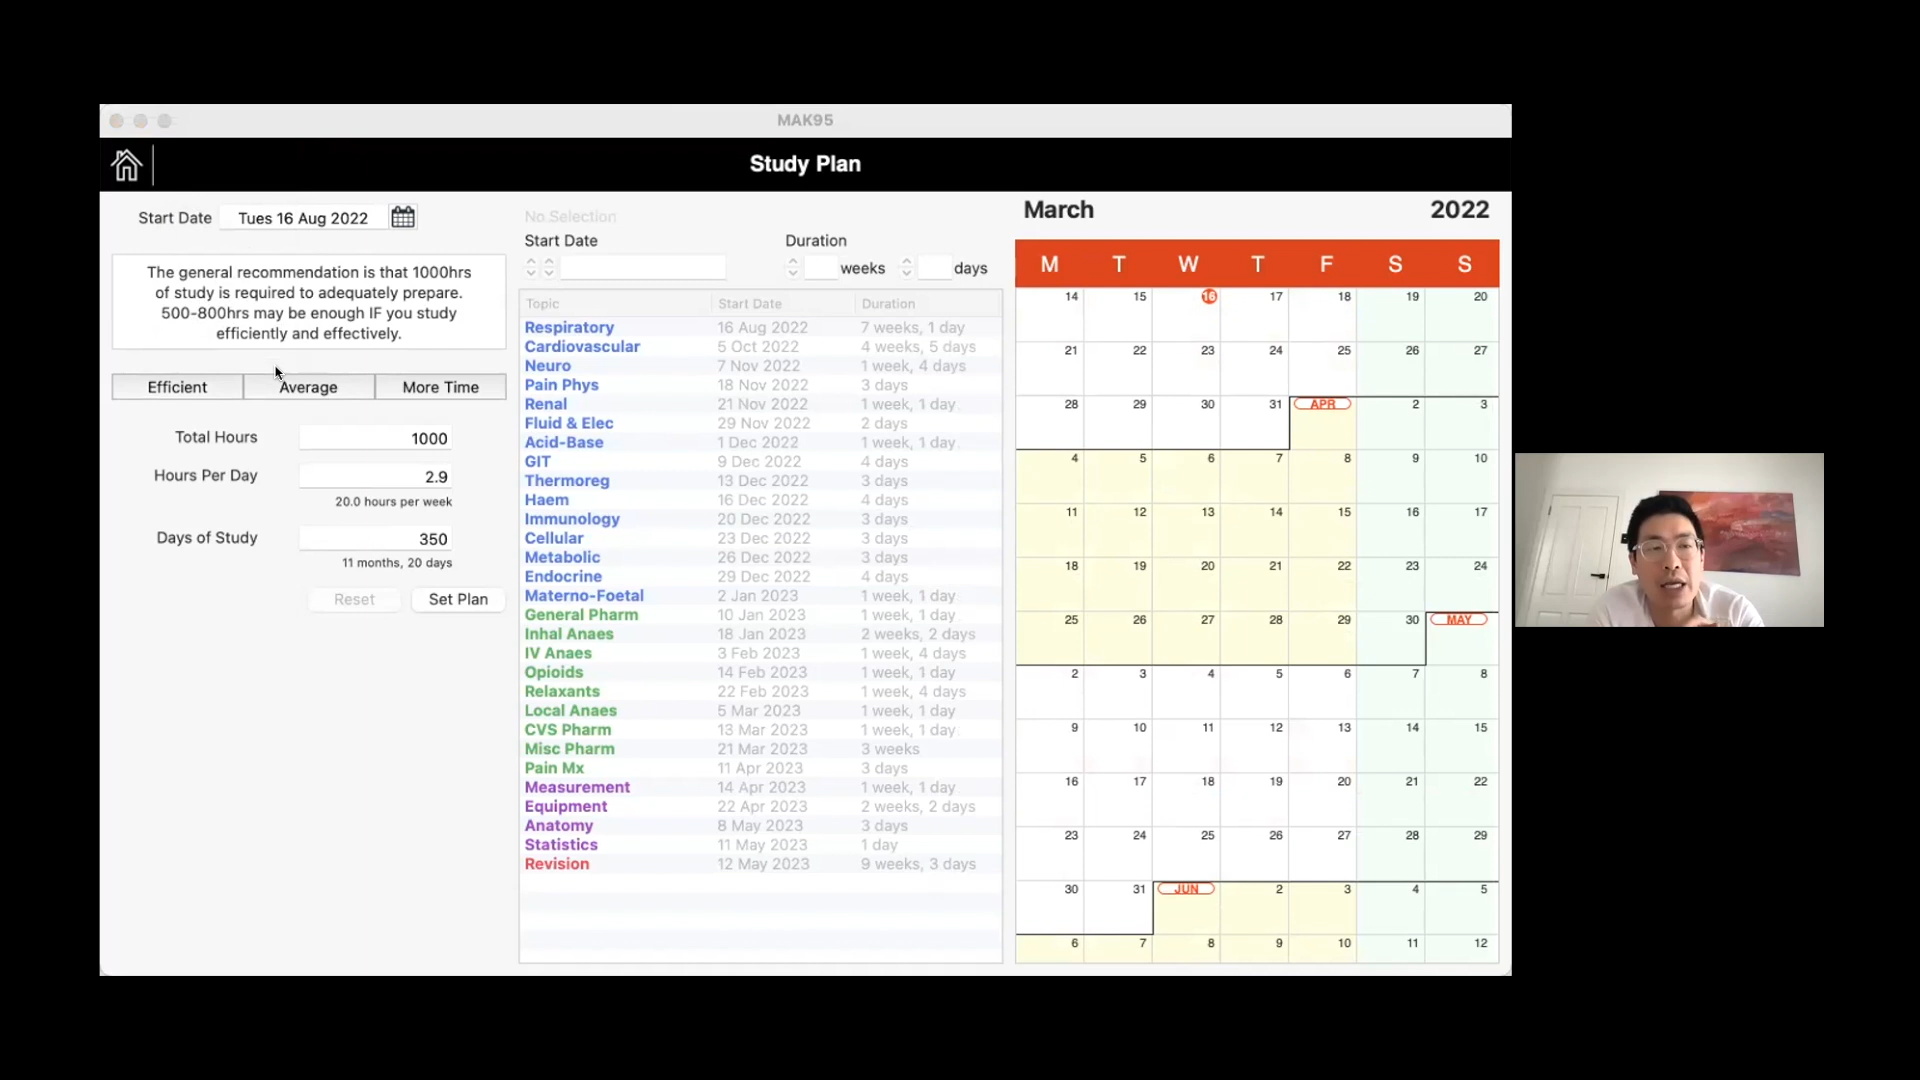 MAK95
Study Plan
Start Date Tues 16 Aug 2022
The general recommendation is that 1000hrs
of study is required to adequately prepare.
500-800hrs may be enough IF you study
efficiently and effectively.
Efficient Average More Time
Total Hours 1000
Hours Per Day 2.9
20.0 hours per week
Days of Study 350
11 months, 20 days
Reset Set Plan
No Selection
Start Date Duration
weeks days
Topic Start Date Duration
Respiratory 16 Aug 2022 7 weeks, 1 day
Cardiovascular 5 Oct 2022 4 weeks, 5 days
Neuro 7 Nov 2022 1 week, 4 days
Pain Phys 18 Nov 2022 3 days
Renal 21 Nov 2022 1 week, 1 day
Fluid & Elec 29 Nov 2022 2 days
Acid-Base 1 Dec 2022 1 week, 1 day
GIT 9 Dec 2022 4 days
Thermoreg 13 Dec 2022 3 days
Haem 16 Dec 2022 4 days
Immunology 20 Dec 2022 3 days
Cellular 23 Dec 2022 3 days
Metabolic 26 Dec 2022 3 days
Endocrine 29 Dec 2022 4 days
Materno-Foetal 2 Jan 2023 1 week, 1 day
General Pharm 10 Jan 2023 1 week, 1 day
Inhal Anaes 18 Jan 2023 2 weeks, 2 days
IV Anaes 3 Feb 2023 1 week, 4 days
Opioids 14 Feb 2023 1 week, 1 day
Relaxants 22 Feb 2023 1 week, 4 days
Local Anaes 5 Mar 2023 1 week, 1 day
CVS Pharm 13 Mar 2023 1 week, 1 day
Misc Pharm 21 Mar 2023 3 weeks
Pain Mx 11 Apr 2023 3 days
Measurement 14 Apr 2023 1 week, 1 day
Equipment 22 Apr 2023 2 weeks, 2 days
Anatomy 8 May 2023 3 days
Statistics 11 May 2023 1 day
Revision 12 May 2023 9 weeks, 3 days
March 2022
M T W T F S S
14 15 16 17 18 19 20
21 22 23 24 25 26 27
28 29 30 31 APR 2 3
4 5 6 7 8 9 10
11 12 13 14 15 16 17
18 19 20 21 22 23 24
25 26 27 28 29 30 MAY
2 3 4 5 6 7 8
9 10 11 12 13 14 15
16 17 18 19 20 21 22
23 24 25 26 27 28 29
30 31 JUN 2 3 4 5
6 7 8 9 10 11 12